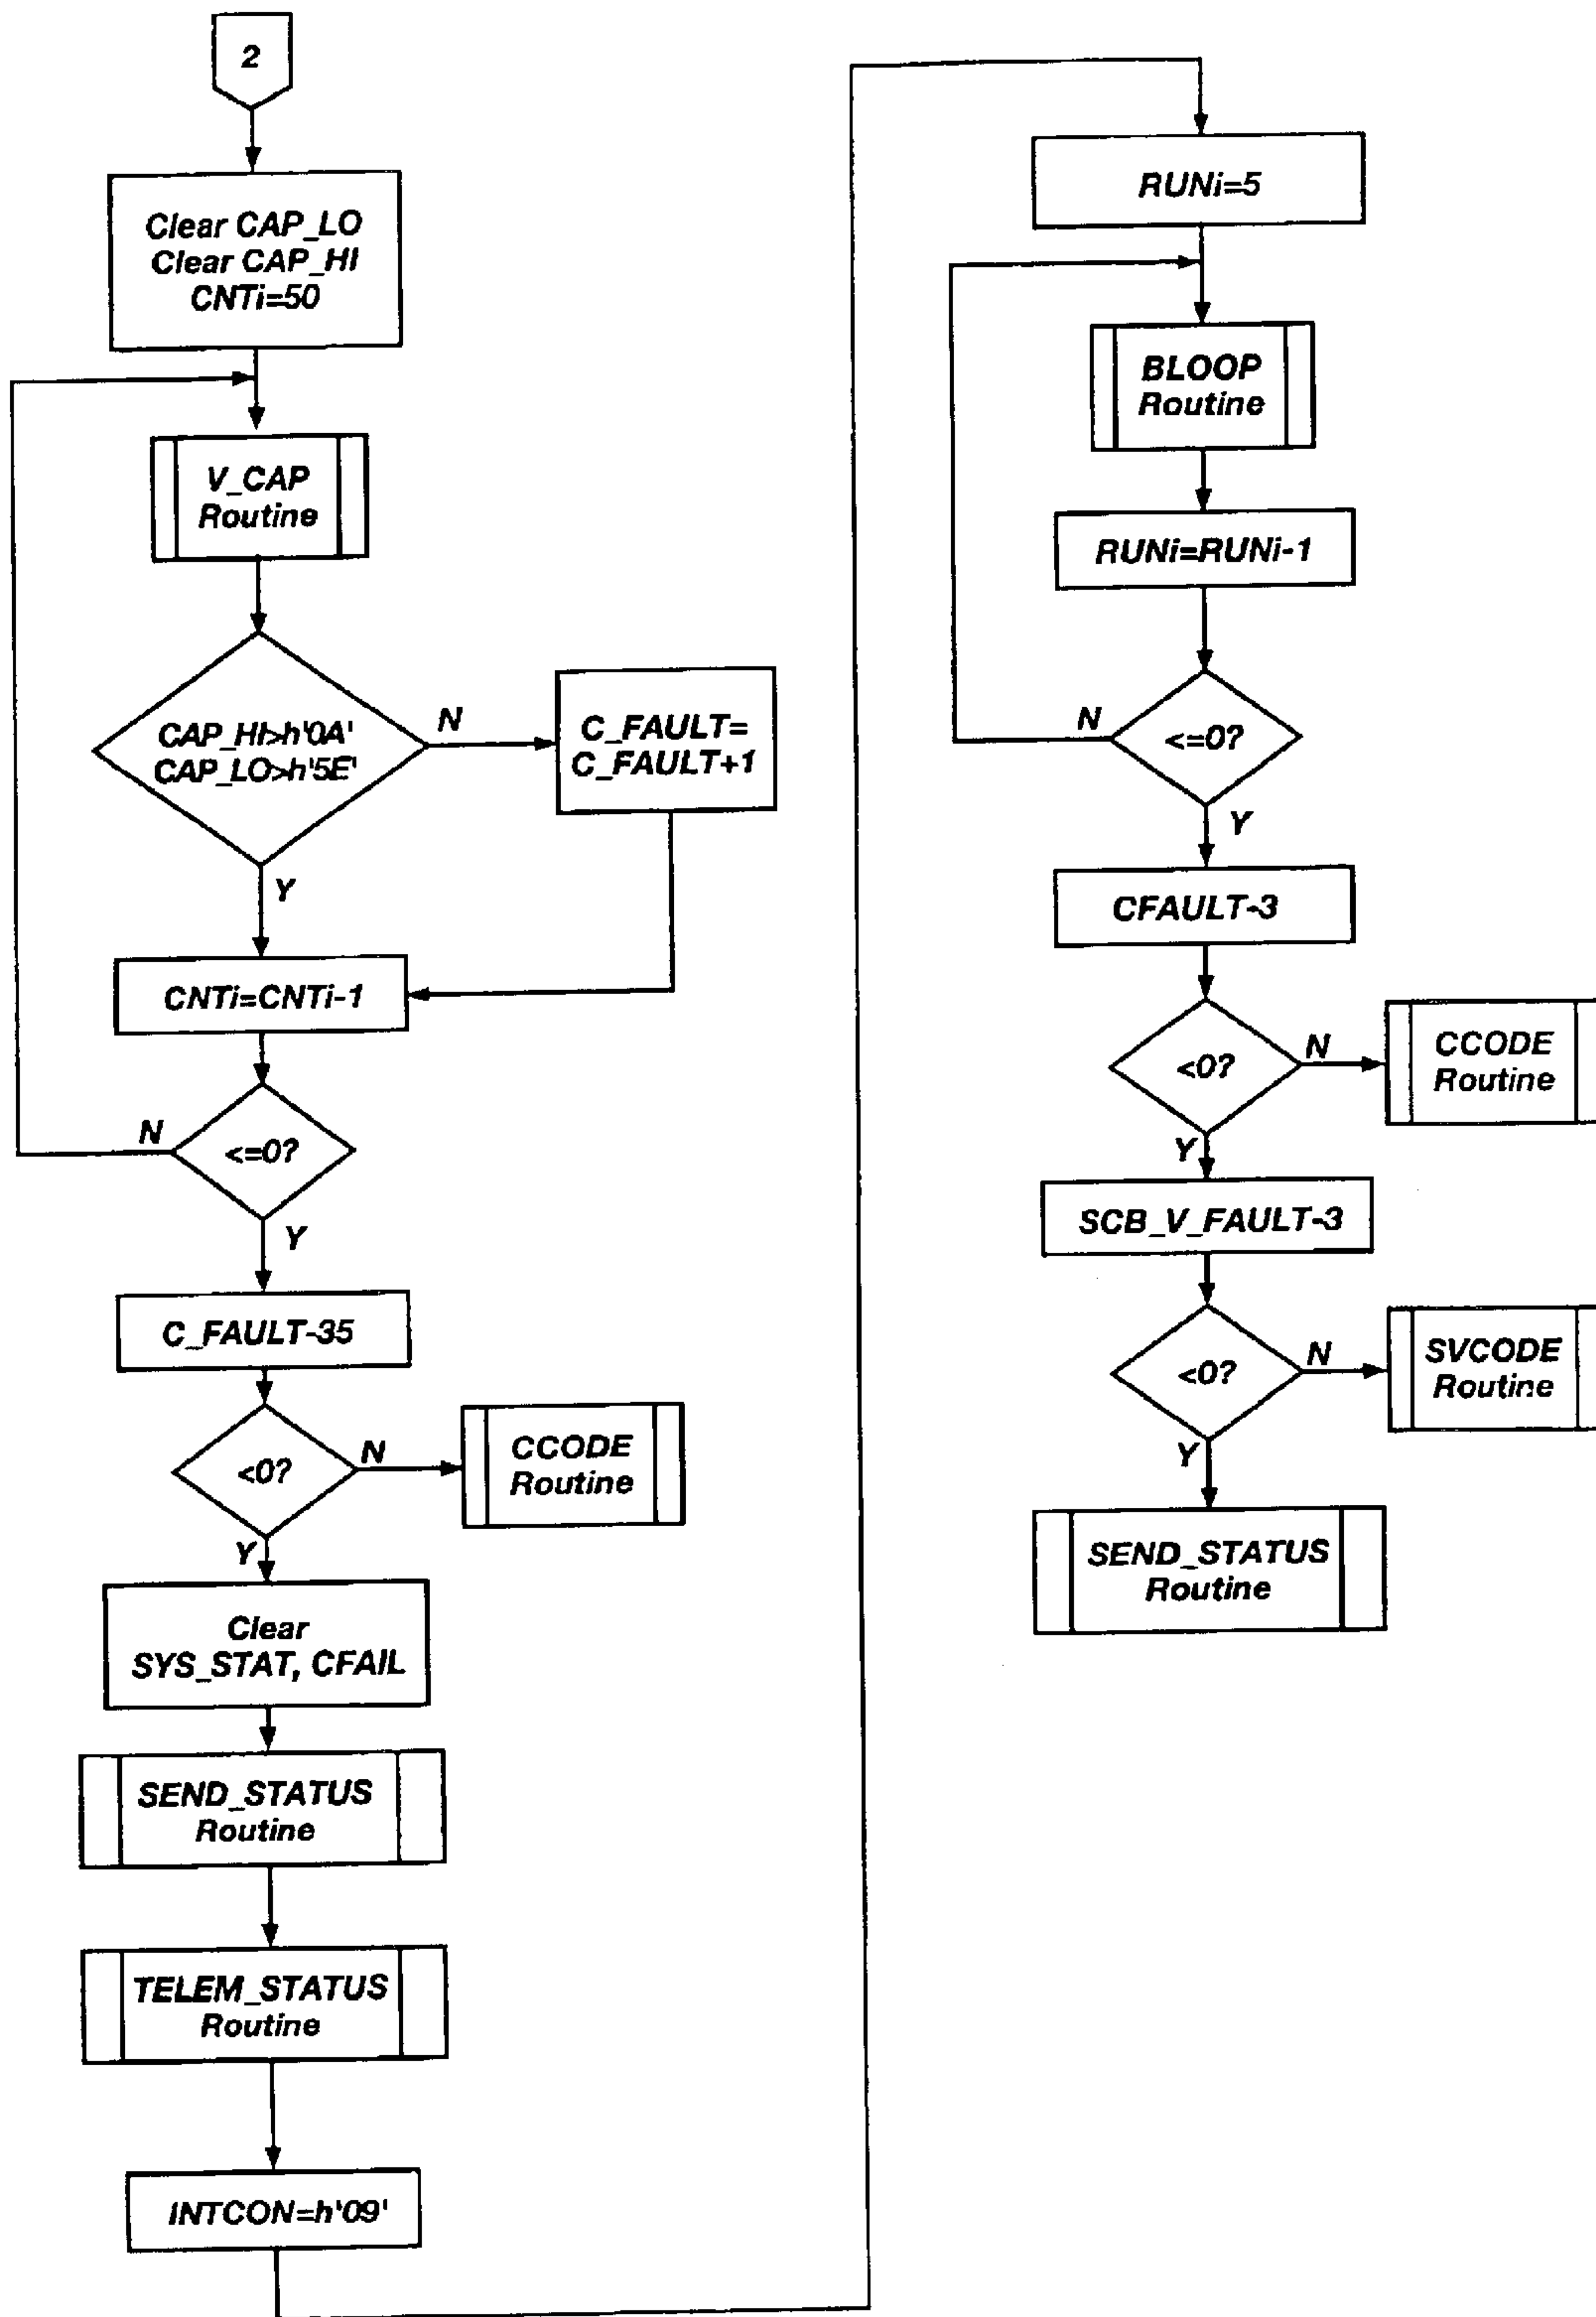 2
Clear CAP_LO
Clear CAP_HI
CNTi=50
V_CAP
Routine
CAP_HI>h'0A'
CAP_LO>h'5E'
N
C_FAULT=
C_FAULT+1
Y
CNTi=CNTi-1
N
<=0?
Y
C_FAULT-35
<0?
N
CCODE
Routine
Y
Clear
SYS_STAT, CFAIL
SEND_STATUS
Routine
TELEM_STATUS
Routine
INTCON=h'09'
RUNi=5
BLOOP
Routine
RUNi=RUNi-1
N
<=0?
Y
CFAULT-3
<0?
N
CCODE
Routine
Y
SCB_V_FAULT-3
<0?
N
SVCODE
Routine
Y
SEND_STATUS
Routine